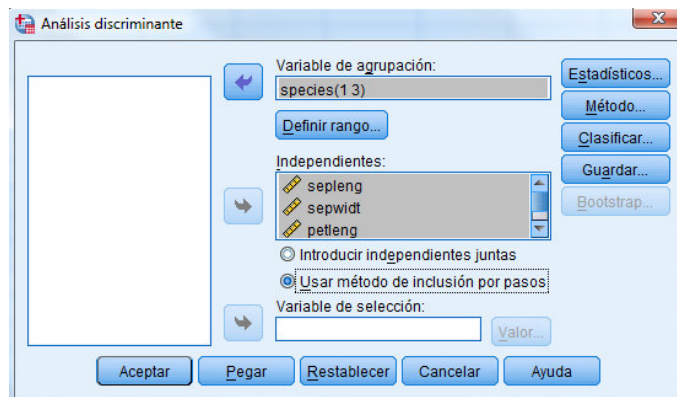 Análisis discriminante
Variable de agrupación:
species(1 3)
Definir rango...
Independientes:
sepleng
sepwidt
petleng
Introducir independientes juntas
Usar método de inclusión por pasos
Variable de selección:
Valor...
Estadísticos...
Método...
Clasificar...
Guardar...
Bootstrap...
Aceptar
Pegar
Restablecer
Cancelar
Ayuda